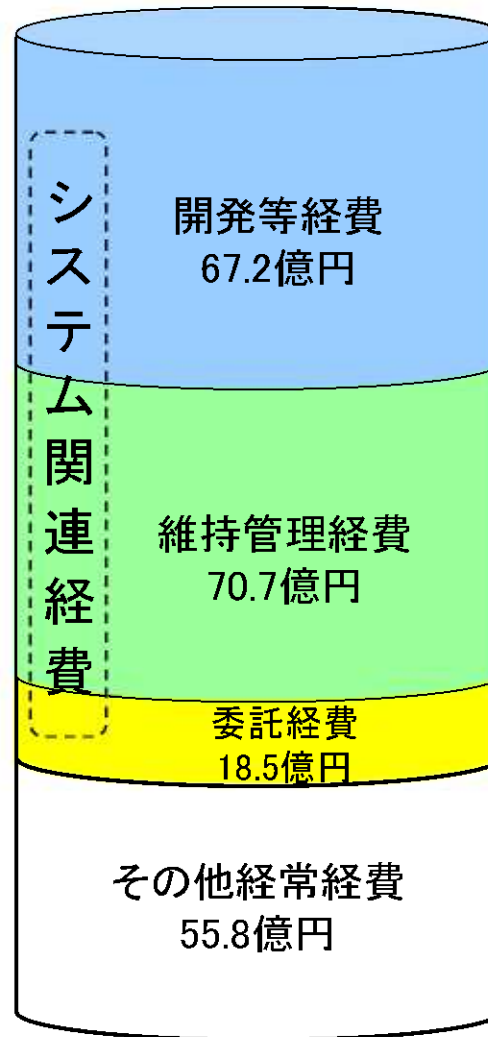 システム関連経費
開発等経費
67.2億円
維持管理経費
70.7億円
委託経費
18.5億円
その他経常経費
55.8億円